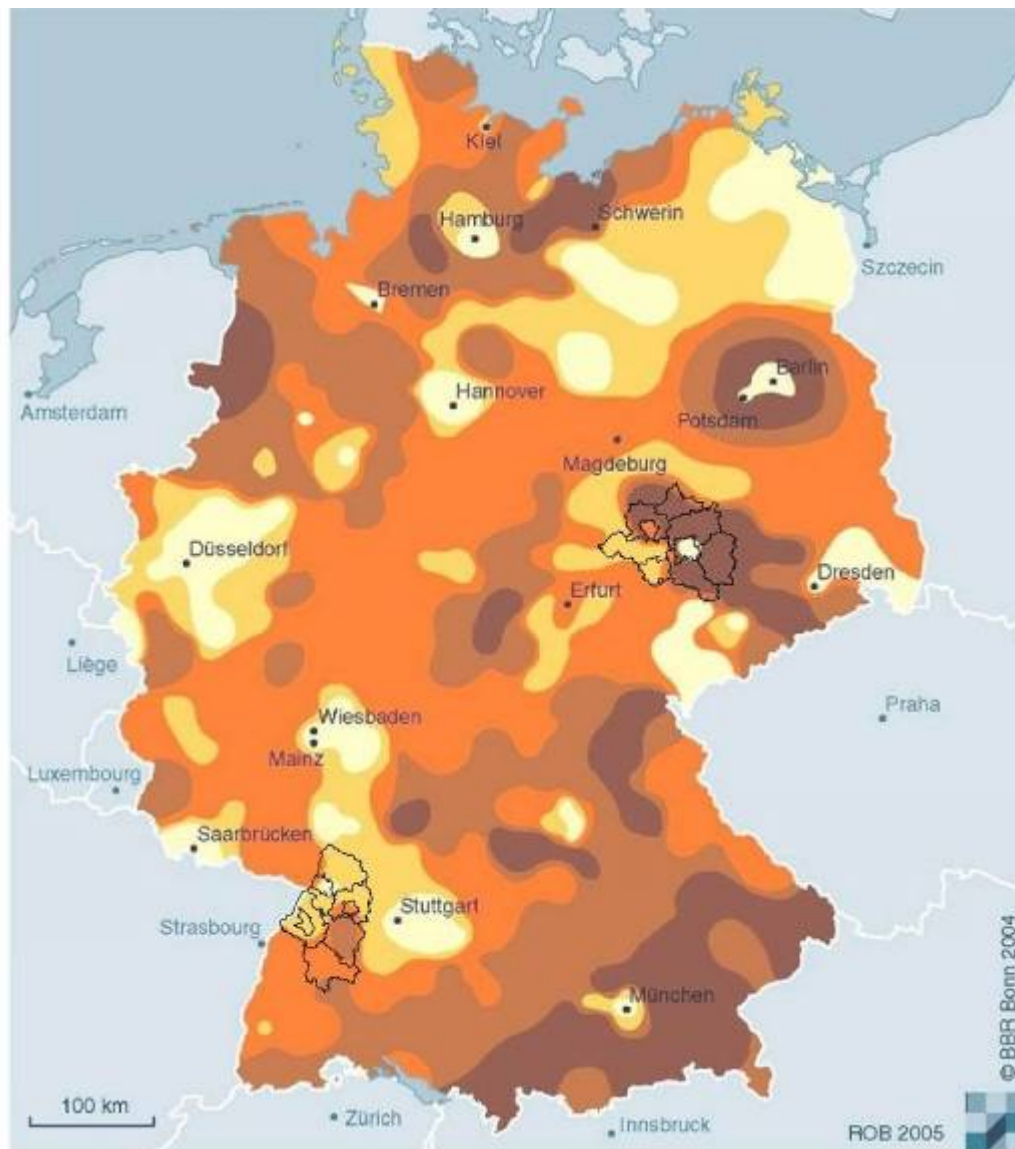 Kiel
Hamburg
Schwerin
Szczecin
Bremen
Barlin
Amsterdam
Hannover
Potsdam
Magdeburg
Düsseldorf
Dresden
Erfurt
Liège
Praha
Wiesbaden
Mainz
Luxembourg
Saarbrücken
Stuttgart
Strasbourg
München
© BBR Bonn 2004
100 km
Zürich
Innsbruck
ROB 2005